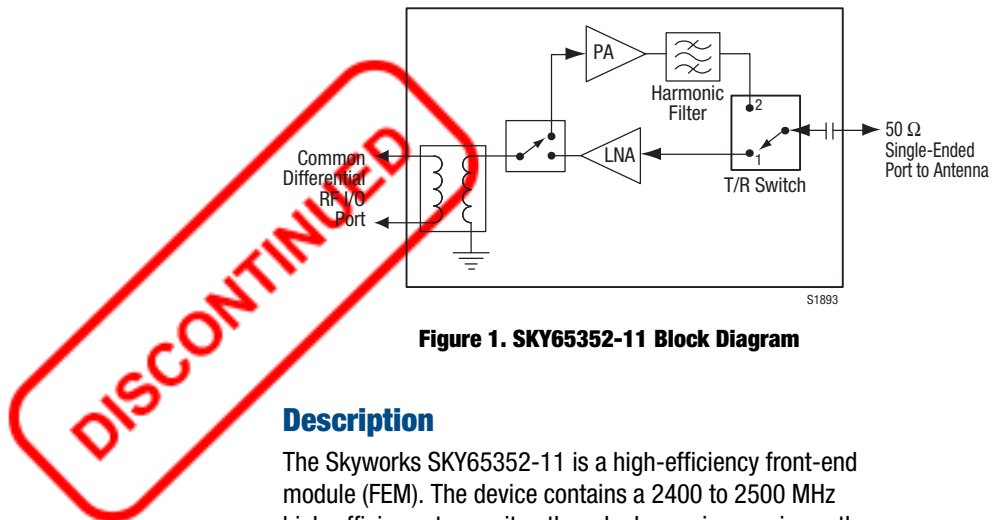 PA
Harmonic
Filter
2
50 Ω
Single-Ended
Port to Antenna
Common
Differential
RF I/O
Port
LNA
1
T/R Switch
S1893
DISCONTINUED
Figure 1. SKY65352-11 Block Diagram
Description
The Skyworks SKY65352-11 is a high-efficiency front-end
module (FEM). The device contains a 2400 to 2500 MHz